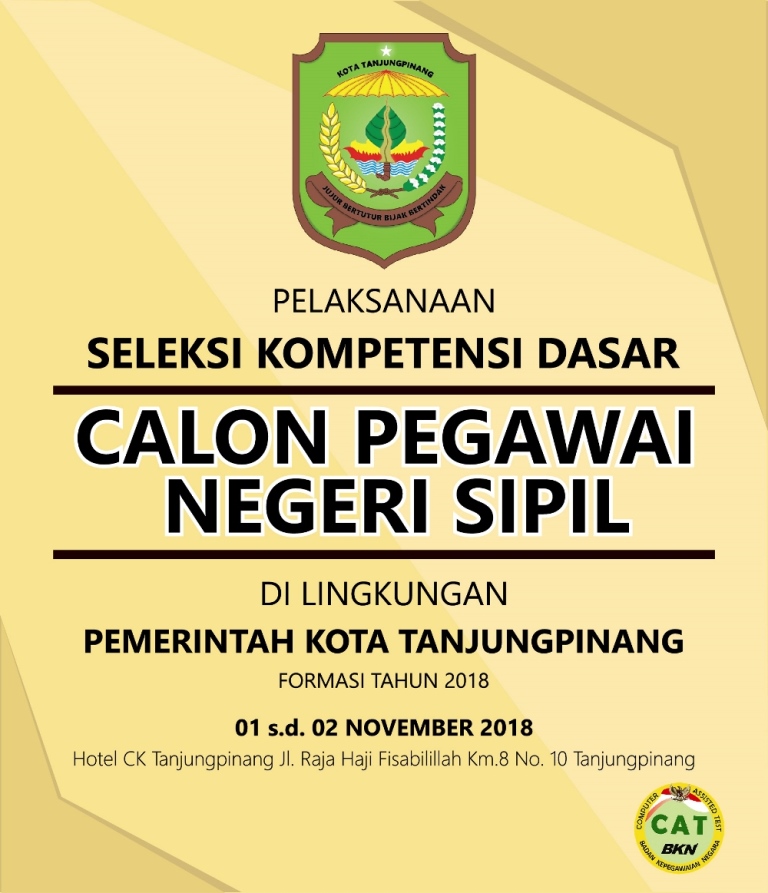 KOTA TANJUNGPINANG
JUJUR BERTUTUR BIJAK BERTINDAK
PELAKSANAAN
SELEKSI KOMPETENSI DASAR
CALON PEGAWAI
NEGERI SIPIL
DI LINGKUNGAN
PEMERINTAH KOTA TANJUNGPINANG
FORMASI TAHUN 2018
01 s.d. 02 NOVEMBER 2018
Hotel CK Tanjungpinang Jl. Raja Haji Fisabilillah Km.8 No. 10 Tanjungpinang
COMPUTER ASSISTED TEST
CAT
BKN
BADAN KEPEGAWAIAN NEGARA